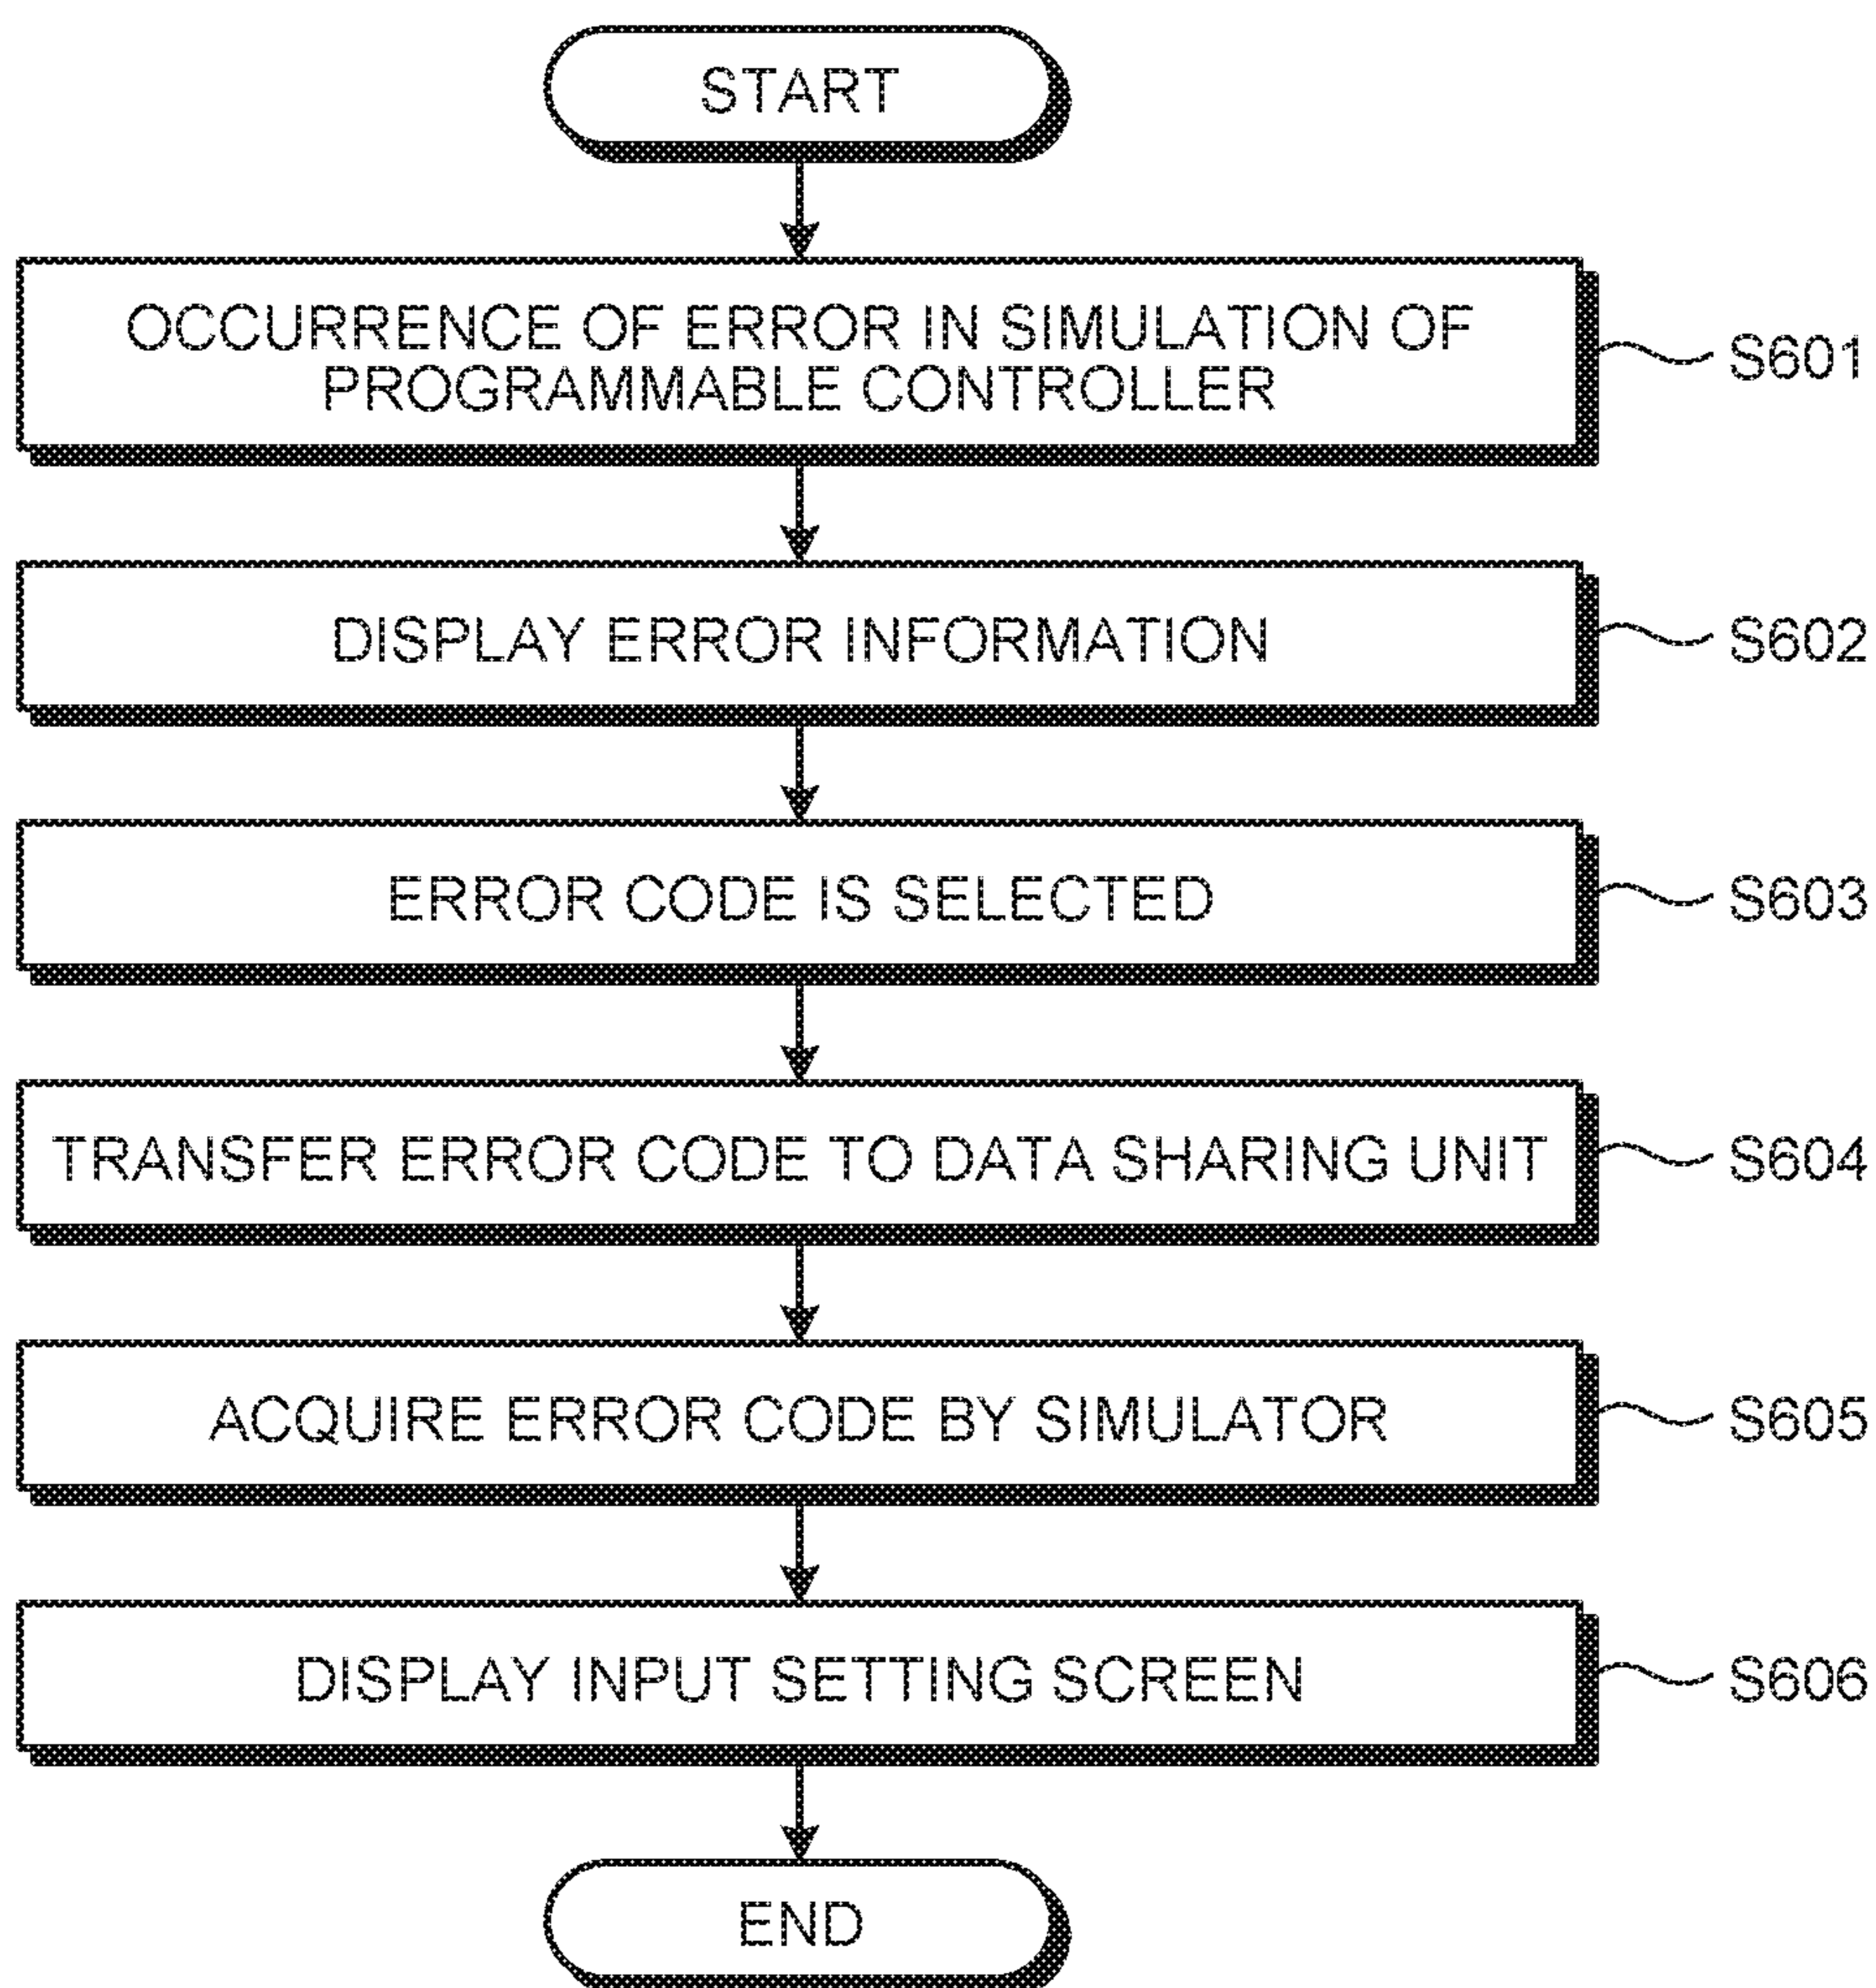 START
OCCURRENCE OF ERROR IN SIMULATION OF
PROGRAMMABLE CONTROLLER
S601
DISPLAY ERROR INFORMATION
S602
ERROR CODE IS SELECTED
S603
TRANSFER ERROR CODE TO DATA SHARING UNIT
S604
ACQUIRE ERROR CODE BY SIMULATOR
S605
DISPLAY INPUT SETTING SCREEN
S606
END